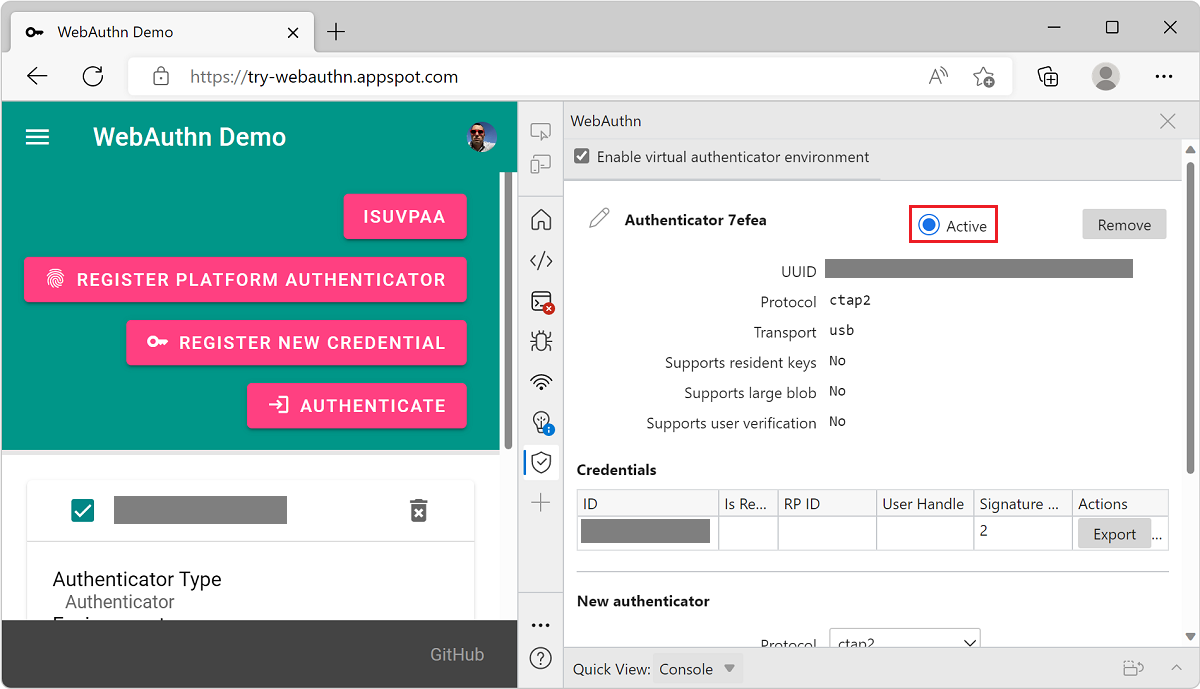 WebAuthn Demo
https://try-webauthn.appspot.com
WebAuthn Demo
ISUVPAA
REGISTER PLATFORM AUTHENTICATOR
REGISTER NEW CREDENTIAL
AUTHENTICATE
Authenticator Type
Authenticator
GitHub
WebAuthn
Enable virtual authenticator environment
Authenticator 7efea
Active
Remove
UUID
Protocol ctap2
Transport usb
Supports resident keys No
Supports large blob No
Supports user verification No
Credentials
ID Is Re... RP ID User Handle Signature ... Actions
2 Export ...
New authenticator
Protocol ctap2
Quick View: Console